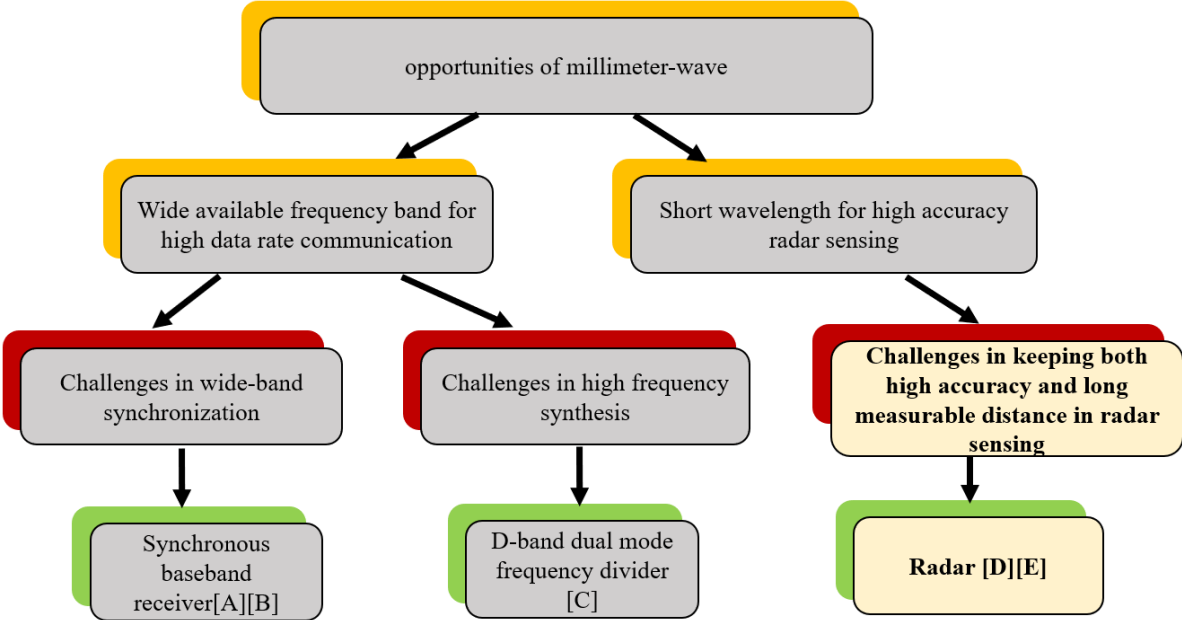 opportunities of millimeter-wave
Wide available frequency band for
high data rate communication
Short wavelength for high accuracy
radar sensing
Challenges in wide-band
synchronization
Challenges in high frequency
synthesis
Challenges in keeping both
high accuracy and long
measurable distance in radar
sensing
Synchronous
baseband
receiver[A][B]
D-band dual mode
frequency divider
[C]
Radar [D][E]